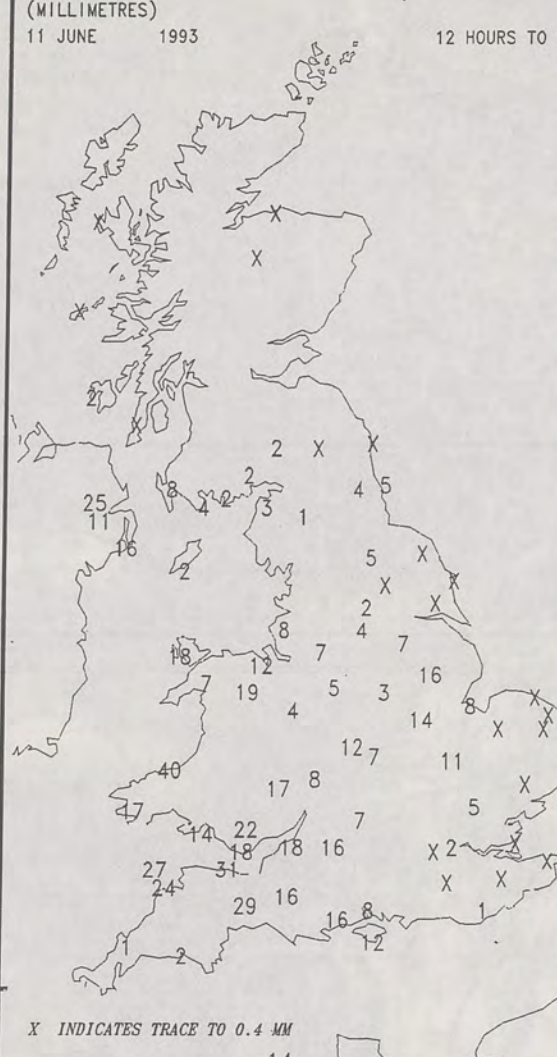 (MILLIMETRES)
11 JUNE 1993 12 HOURS TO
X
X X
X
X
2
X
2 X X
2
8 2 4 5
25 4 3
11 1
16
5 X
2 X X
2 X
8 4
7 7
18 12
7 19 5 3 16
4 8 X
14 X X X
12 7
40 11
17 8 X
17 5
14 22 7
18 18 16 X 2 X
27 31 X
24 X X
29 16
16 8 1
1 2 12
X INDICATES TRACE TO 0.4 MM